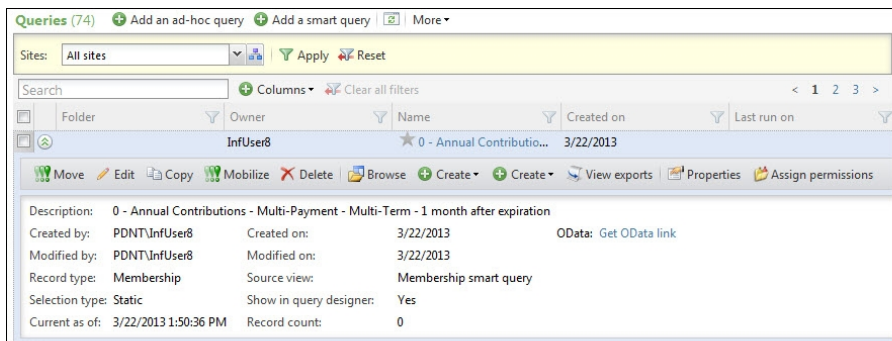 Queries (74) Add an ad-hoc query Add a smart query More
Sites: All sites Apply Reset
Search Columns Clear all filters < 1 2 3 >
Folder Owner Name Created on Last run on
InfUser8 0 - Annual Contributio... 3/22/2013
Move Edit Copy Mobilize Delete Browse Create Create View exports Properties Assign permissions
Description: 0 - Annual Contributions - Multi-Payment - Multi-Term - 1 month after expiration
Created by: PDNT\InfUser8 Created on: 3/22/2013 OData: Get OData link
Modified by: PDNT\InfUser8 Modified on: 3/22/2013
Record type: Membership Source view: Membership smart query
Selection type: Static Show in query designer: Yes
Current as of: 3/22/2013 1:50:36 PM Record count: 0